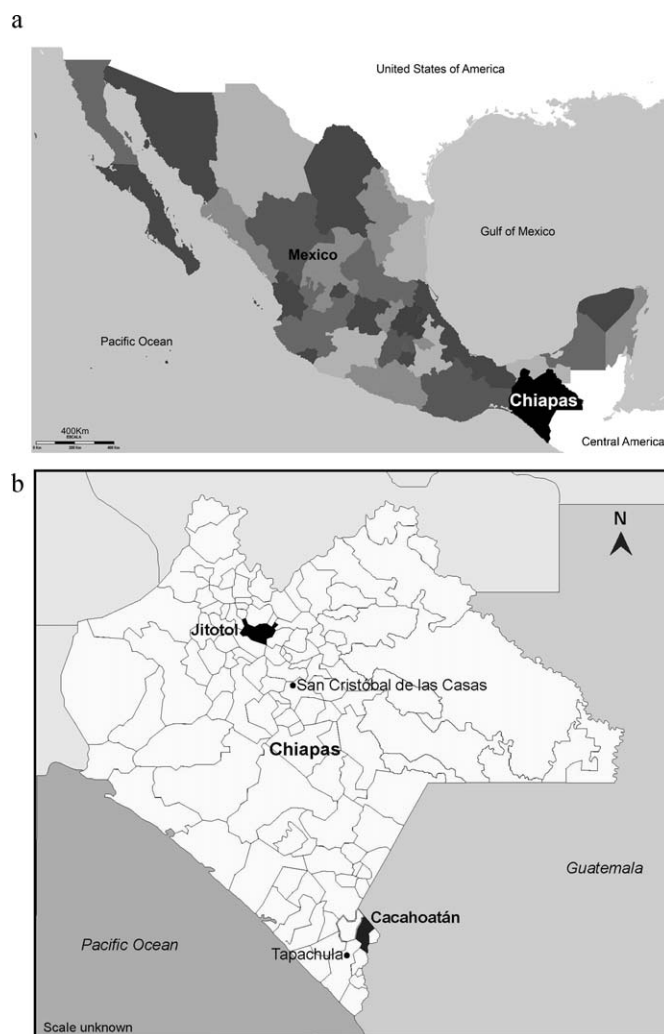 a
United States of America
Gulf of Mexico
Mexico
Pacific Ocean
Chiapas
400Km
Central America
b
N
Jitotol
San Cristóbal de las Casas
Chiapas
Guatemala
Cacahoatán
Pacific Ocean
Tapachula
Scale unknown